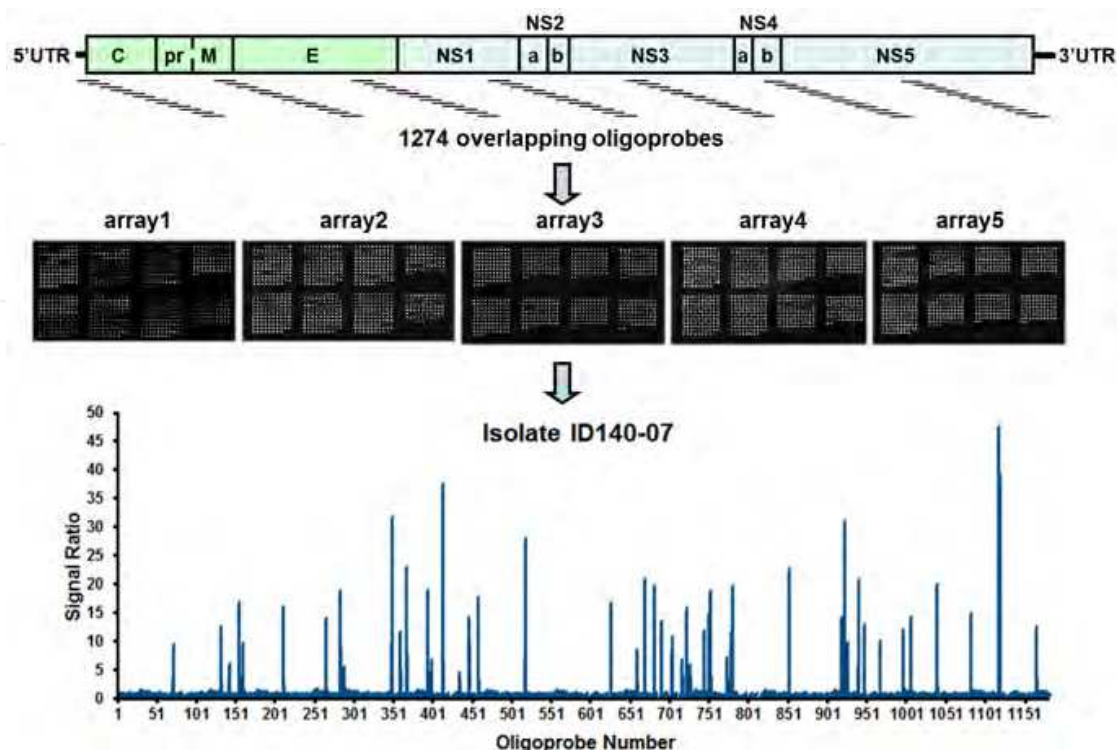 NS2 NS4
5'UTR C pr M E NS1 a b NS3 a b NS5 3'UTR
1274 overlapping oligoprobes
array1 array2 array3 array4 array5
Isolate ID140-07
Signal Ratio
50
45
40
35
30
25
20
15
10
5
0
1 51 101 151 201 251 301 351 401 451 501 551 601 651 701 751 801 851 901 951 1001 1051 1101 1151
Oligoprobe Number